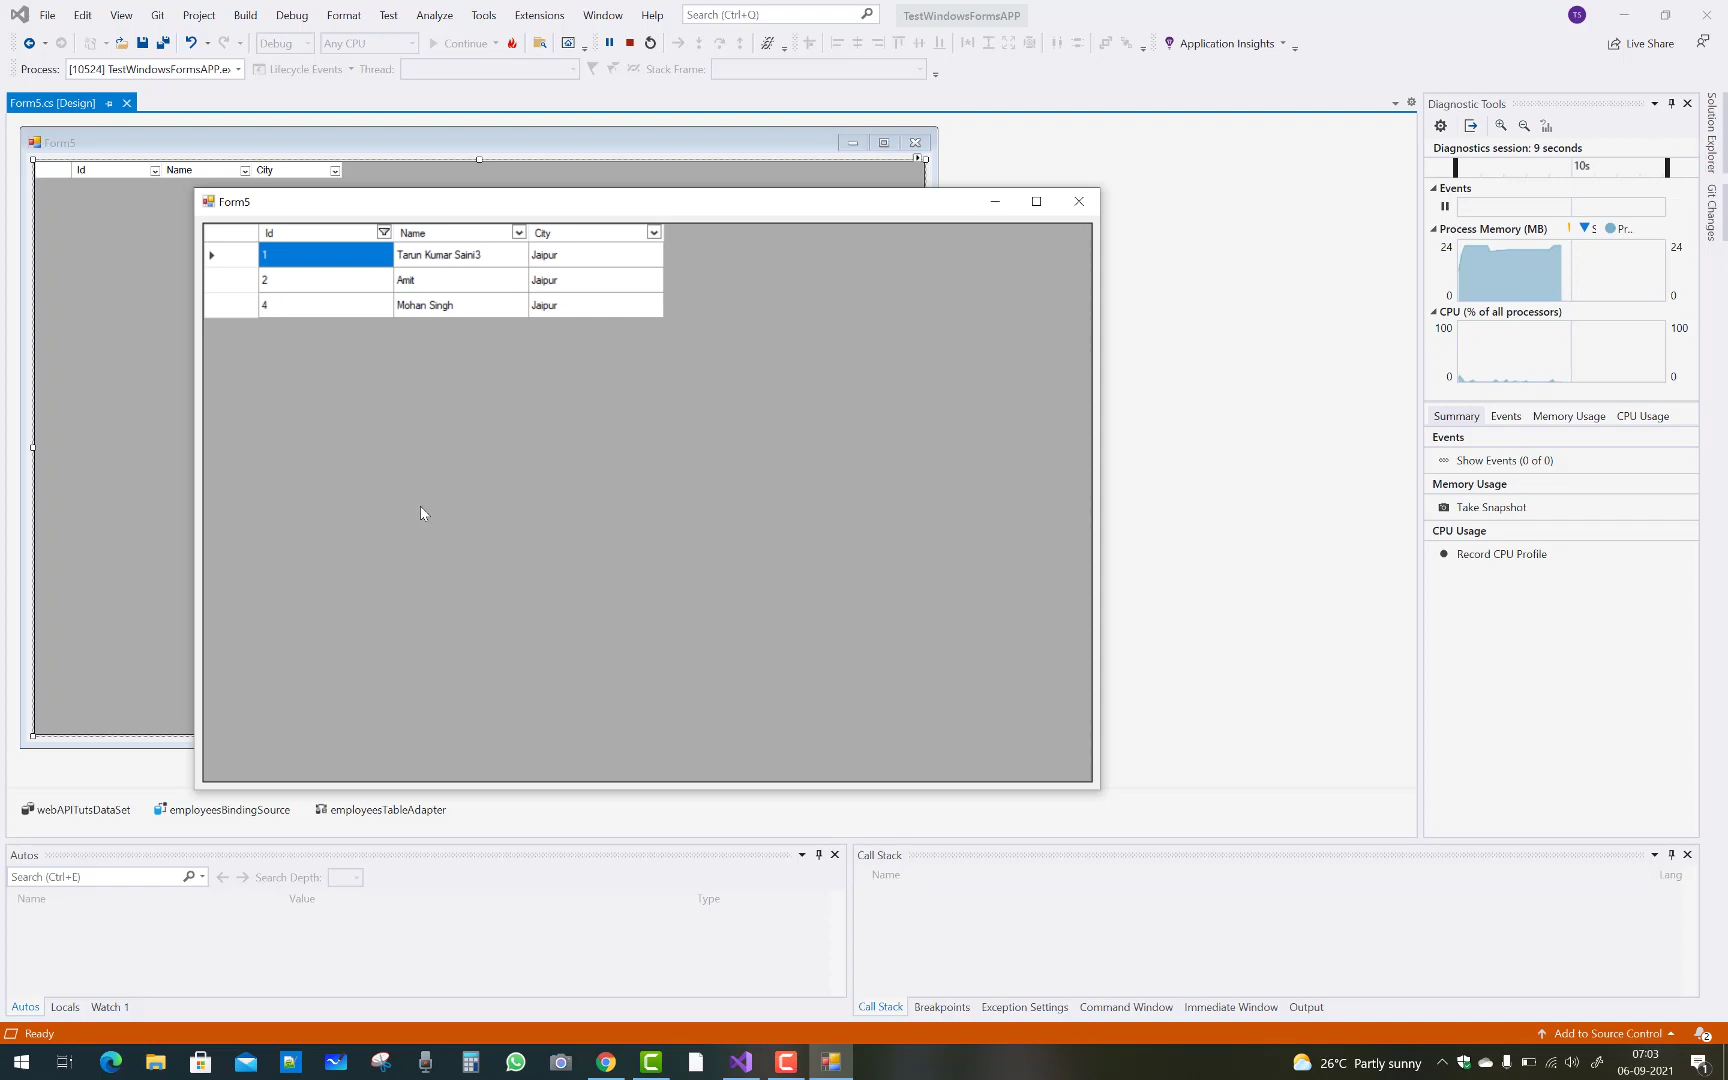 File Edit View Git Project Build Debug Format Test Analyze Tools Extensions Window Help Search (Ctrl+Q) TestWindowsFormsAPP TS
Debug Any CPU Continue Application Insights Live Share
Process: [10524] TestWindowsFormsAPP.ex Lifecycle Events Thread: Stack Frame:
Form5.cs [Design]
Form5
Id Name City
Form5
Id Name City
1 Tarun Kumar Saini3 Jaipur
2 Amit Jaipur
4 Mohan Singh Jaipur
webAPITutsDataSet employeesBindingSource employeesTableAdapter
Diagnostic Tools
Diagnostics session: 9 seconds
10s
Events
Process Memory (MB) S Pr..
24 24
0 0
CPU (% of all processors)
100 100
0 0
Summary Events Memory Usage CPU Usage
Events
Show Events (0 of 0)
Memory Usage
Take Snapshot
CPU Usage
Record CPU Profile
Solution Explorer
Git Changes
Autos
Search (Ctrl+E) Search Depth:
Name Value Type
Autos Locals Watch 1
Call Stack
Name Lang
Call Stack Breakpoints Exception Settings Command Window Immediate Window Output
Ready Add to Source Control 2
26°C Partly sunny 07:03
06-09-2021 1